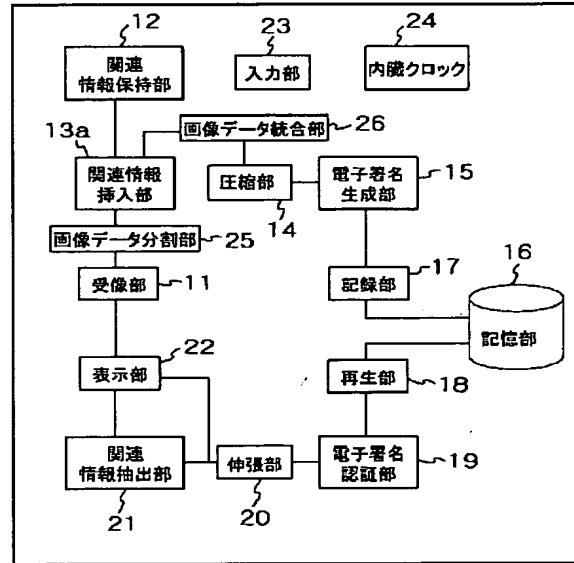 12
23
24
関連
情報保持部
入力部
内臓クロック
13a
画像データ統合部
26
関連情報
挿入部
圧縮部
14
電子署名
生成部
15
画像データ分割部
25
受像部
11
記録部
17
16
記憶部
22
表示部
再生部
18
関連
情報抽出部
21
伸張部
20
電子署名
認証部
19